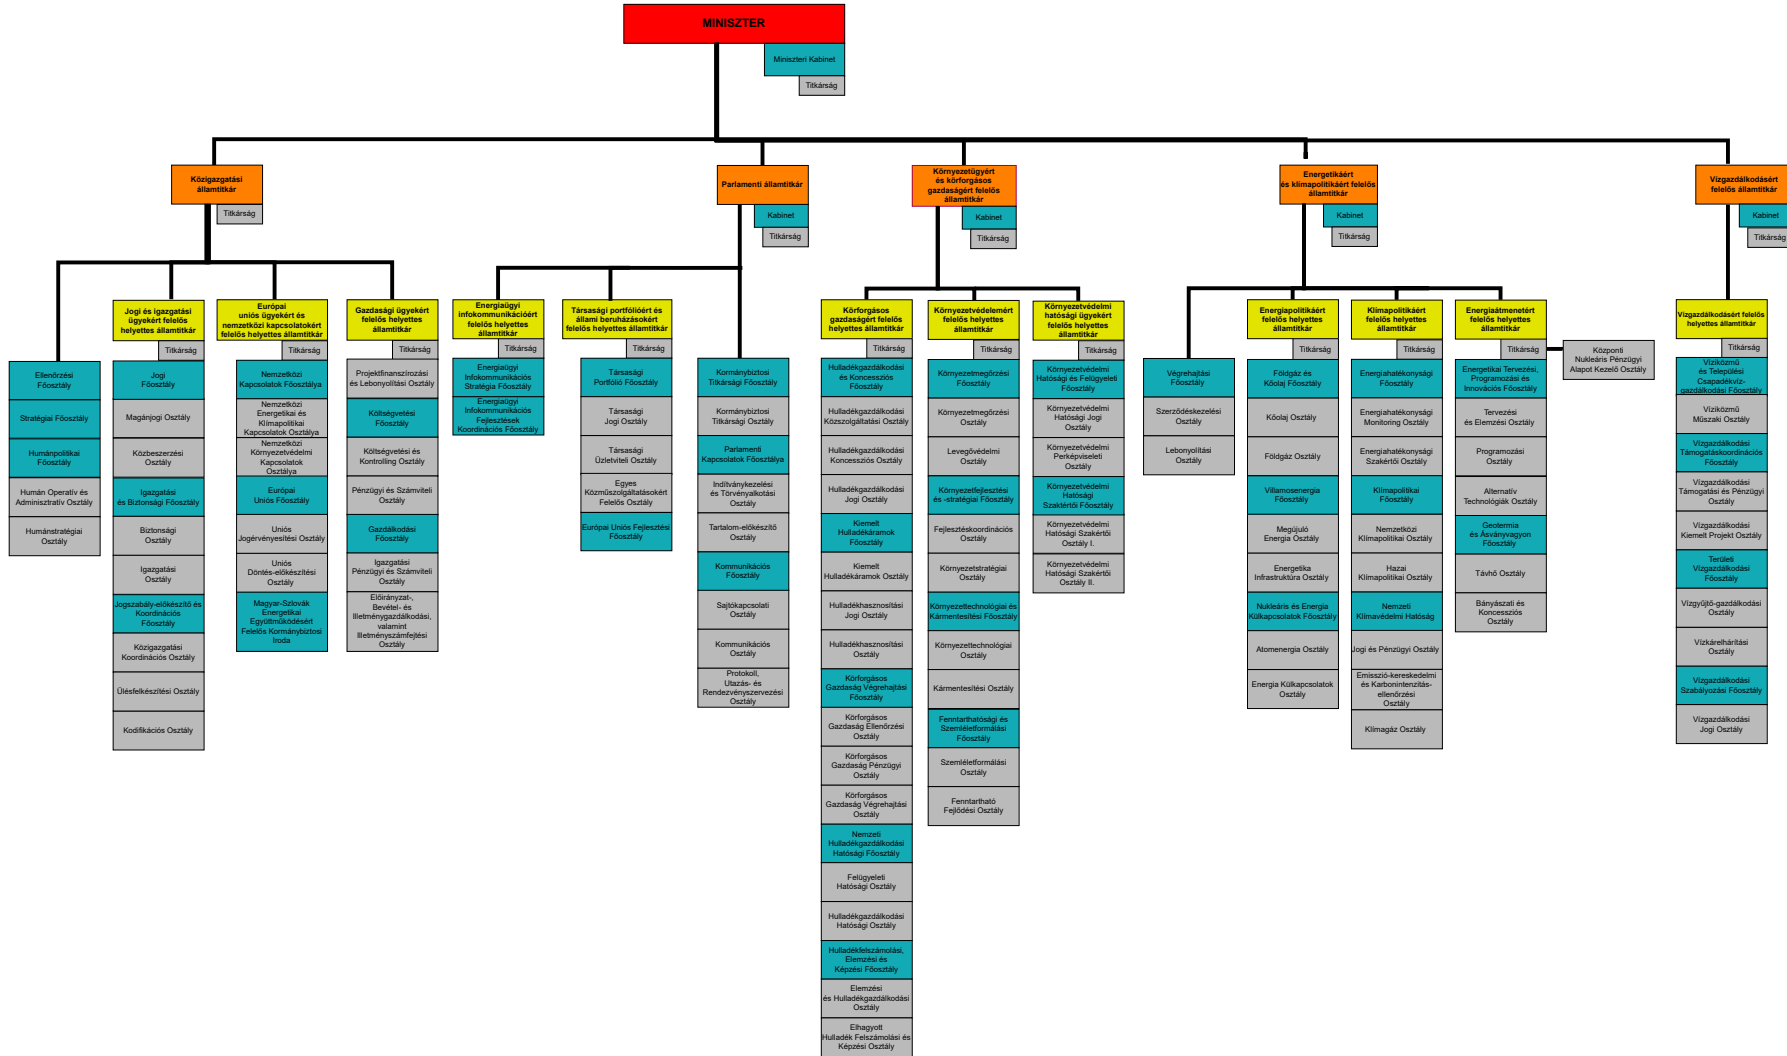 MINISZTER
Miniszteri Kabinet
Titkárság
Közigazgatási
államtitkár
Titkárság
Parlamenti államtitkár
Kabinet
Titkárság
Környezetügyért
és körforgásos
gazdaságért felelős
államtitkár
Kabinet
Titkárság
Energetikáért
és klímapolitikáért felelős
államtitkár
Kabinet
Titkárság
Vízgazdálkodásért
felelős államtitkár
Kabinet
Titkárság
Ellenőrzési
Főosztály
Stratégiai Főosztály
Humánpolitikai
Főosztály
Humán Operatív és
Adminisztratív Osztály
Humánstratégiai
Osztály
Jogi és igazgatási
ügyekért felelős
helyettes államtitkár
Titkárság
Jogi
Főosztály
Magánjogi Osztály
Közbeszerzési
Osztály
Igazgatási
és Biztonsági Főosztály
Biztonsági
Osztály
Igazgatási
Osztály
Jogszabály-előkészítő és
Koordinációs
Főosztály
Közigazgatási
Koordinációs Osztály
Ülésfelkészítési Osztály
Kodifikációs Osztály
Európai
uniós ügyekért és
nemzetközi kapcsolatokért
felelős helyettes államtitkár
Titkárság
Nemzetközi
Kapcsolatok Főosztálya
Nemzetközi
Energetikai és
Klímapolitikai
Kapcsolatok Osztálya
Nemzetközi
Környezetvédelmi
Kapcsolatok
Osztálya
Európai
Uniós Főosztály
Uniós
Jogérvényesítési Osztály
Uniós
Döntés-előkészítési
Osztály
Magyar-Szlovák
Energetikai
Együttműködésért
Felelős Kormánybiztosi
Iroda
Gazdasági ügyekért
felelős helyettes
államtitkár
Titkárság
Projektfinanszírozási
és Lebonyolítási Osztály
Költségvetési
Főosztály
Költségvetési és
Kontrolling Osztály
Pénzügyi és Számviteli
Osztály
Gazdálkodási
Főosztály
Igazgatási
Pénzügyi és Számviteli
Osztály
Előirányzat-,
Bevétel- és
Illetménygazdálkodási,
valamint
Illetményszámfejtési
Osztály
Energiaügyi
infokommunikációért
felelős helyettes
államtitkár
Titkárság
Energiaügyi
Infokommunikációs
Stratégia Főosztály
Energiaügyi
Infokommunikációs
Fejlesztések
Koordinációs Főosztály
Társasági portfólióért és
állami beruházásokért
felelős helyettes államtitkár
Titkárság
Társasági
Portfólió Főosztály
Társasági
Jogi Osztály
Társasági
Üzletviteli Osztály
Egyes
Közműszolgáltatásokért
Felelős Osztály
Európai Uniós Fejlesztési
Főosztály
Kormánybiztosi
Titkársági Főosztály
Kormánybiztosi
Titkársági Osztály
Parlamenti
Kapcsolatok Főosztálya
Indítványkezelési
és Törvényalkotási
Osztály
Tartalom-előkészítő
Osztály
Kommunikációs
Főosztály
Sajtókapcsolati
Osztály
Kommunikációs
Osztály
Protokoll,
Utazás- és
Rendezvényszervezési
Osztály
Körforgásos
gazdaságért felelős
helyettes államtitkár
Titkárság
Hulladékgazdálkodási
és Koncessziós
Főosztály
Hulladékgazdálkodási
Közszolgáltatási Osztály
Hulladékgazdálkodási
Koncessziós Osztály
Hulladékgazdálkodási
Jogi Osztály
Kiemelt
Hulladékáramok
Főosztály
Kiemelt
Hulladékáramok Osztály
Hulladékhasznosítási
Jogi Osztály
Hulladékhasznosítási
Osztály
Körforgásos
Gazdaság Végrehajtási
Főosztály
Körforgásos
Gazdaság Ellenőrzési
Osztály
Körforgásos
Gazdaság Pénzügyi
Osztály
Körforgásos
Gazdaság Végrehajtási
Osztály
Nemzeti
Hulladékgazdálkodási
Hatósági Főosztály
Felügyeleti
Hatósági Osztály
Hulladékgazdálkodási
Hatósági Osztály
Hulladékfelszámolási,
Elemzési és
Képzési Főosztály
Elemzési
és Hulladékgazdálkodási
Osztály
Elhagyott
Hulladék Felszámolási és
Képzési Osztály
Környezetvédelemért
felelős helyettes
államtitkár
Titkárság
Környezetmegőrzési
Főosztály
Környezetmegőrzési
Osztály
Levegővédelmi
Osztály
Környezetfejlesztési
és -stratégiai Főosztály
Fejlesztéskoordinációs
Osztály
Környezetstratégiai
Osztály
Környezettechnológiai és
Kármentesítési Főosztály
Környezettechnológiai
Osztály
Kármentesítési Osztály
Fenntarthatósági és
Szemléletformálási
Főosztály
Szemléletformálási
Osztály
Fenntartható
Fejlődési Osztály
Környezetvédelmi
hatósági ügyekért
felelős helyettes
államtitkár
Titkárság
Környezetvédelmi
Hatósági és Felügyeleti
Főosztály
Környezetvédelmi
Hatósági Jogi
Osztály
Környezetvédelmi
Perképviseleti
Osztály
Környezetvédelmi
Hatósági
Szakértői Főosztály
Környezetvédelmi
Hatósági Szakértői
Osztály I.
Környezetvédelmi
Hatósági Szakértői
Osztály II.
Végrehajtási
Főosztály
Szerződéskezelési
Osztály
Lebonyolítási
Osztály
Energiapolitikáért
felelős helyettes
államtitkár
Titkárság
Földgáz és
Kőolaj Főosztály
Kőolaj Osztály
Földgáz Osztály
Villamosenergia
Főosztály
Megújuló
Energia Osztály
Energetika
Infrastruktúra Osztály
Nukleáris és Energia
Külkapcsolatok Főosztály
Atomenergia Osztály
Energia Külkapcsolatok
Osztály
Klímapolitikáért
felelős helyettes
államtitkár
Titkárság
Energiahatékonysági
Főosztály
Energiahatékonysági
Monitoring Osztály
Energiahatékonysági
Szakértői Osztály
Klímapolitikai
Főosztály
Nemzetközi
Klímapolitikai Osztály
Hazai
Klímapolitikai Osztály
Nemzeti
Klímavédelmi Hatóság
Jogi és Pénzügyi Osztály
Emisszió-kereskedelmi
és Karbonintenzitás-
ellenőrzési
Osztály
Klímagáz Osztály
Energiaátmenetért
felelős helyettes
államtitkár
Titkárság
Központi
Nukleáris Pénzügyi
Alapot Kezelő Osztály
Energetikai Tervezési,
Programozási és
Innovációs Főosztály
Tervezési
és Elemzési Osztály
Programozási
Osztály
Alternatív
Technológiák Osztály
Geotermia
és Ásványvagyon
Főosztály
Távhő Osztály
Bányászati és
Koncessziós
Osztály
Vízgazdálkodásért felelős
helyettes államtitkár
Titkárság
Víziközmű
és Települési
Csapadékvíz-
gazdálkodási Főosztály
Víziközmű
Műszaki Osztály
Vízgazdálkodási
Támogatáskoordinációs
Főosztály
Vízgazdálkodási
Támogatási és Pénzügyi
Osztály
Vízgazdálkodási
Kiemelt Projekt Osztály
Területi
Vízgazdálkodási
Főosztály
Vízgyűjtő-gazdálkodási
Osztály
Vízkárelhárítási
Osztály
Vízgazdálkodási
Szabályozási Főosztály
Vízgazdálkodási
Jogi Osztály